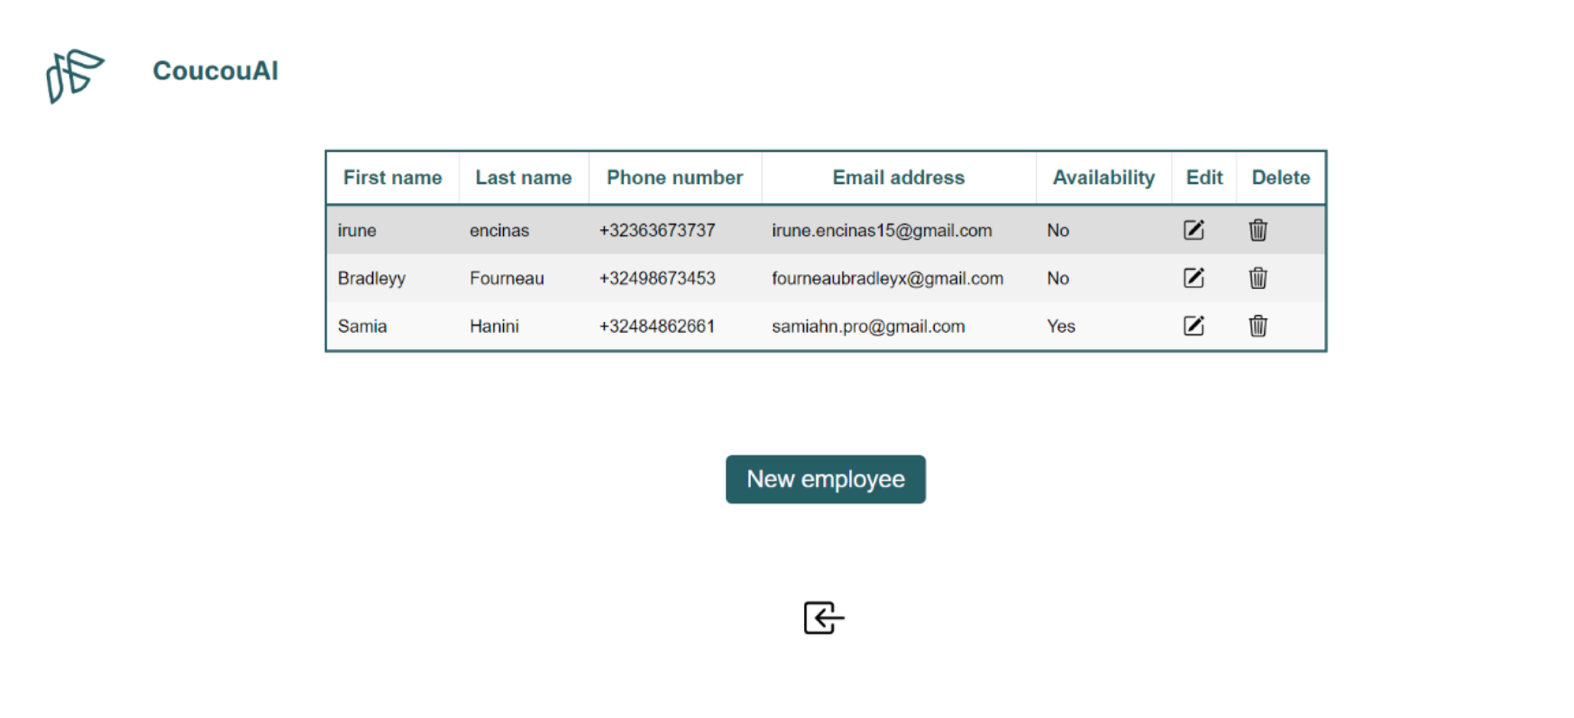 CoucouAI
First name Last name Phone number Email address Availability Edit Delete
irune encinas +32363673737 irune.encinas15@gmail.com No
Bradleyy Fourneau +32498673453 fourneaubradleyx@gmail.com No
Samia Hanini +32484862661 samiahn.pro@gmail.com Yes
New employee